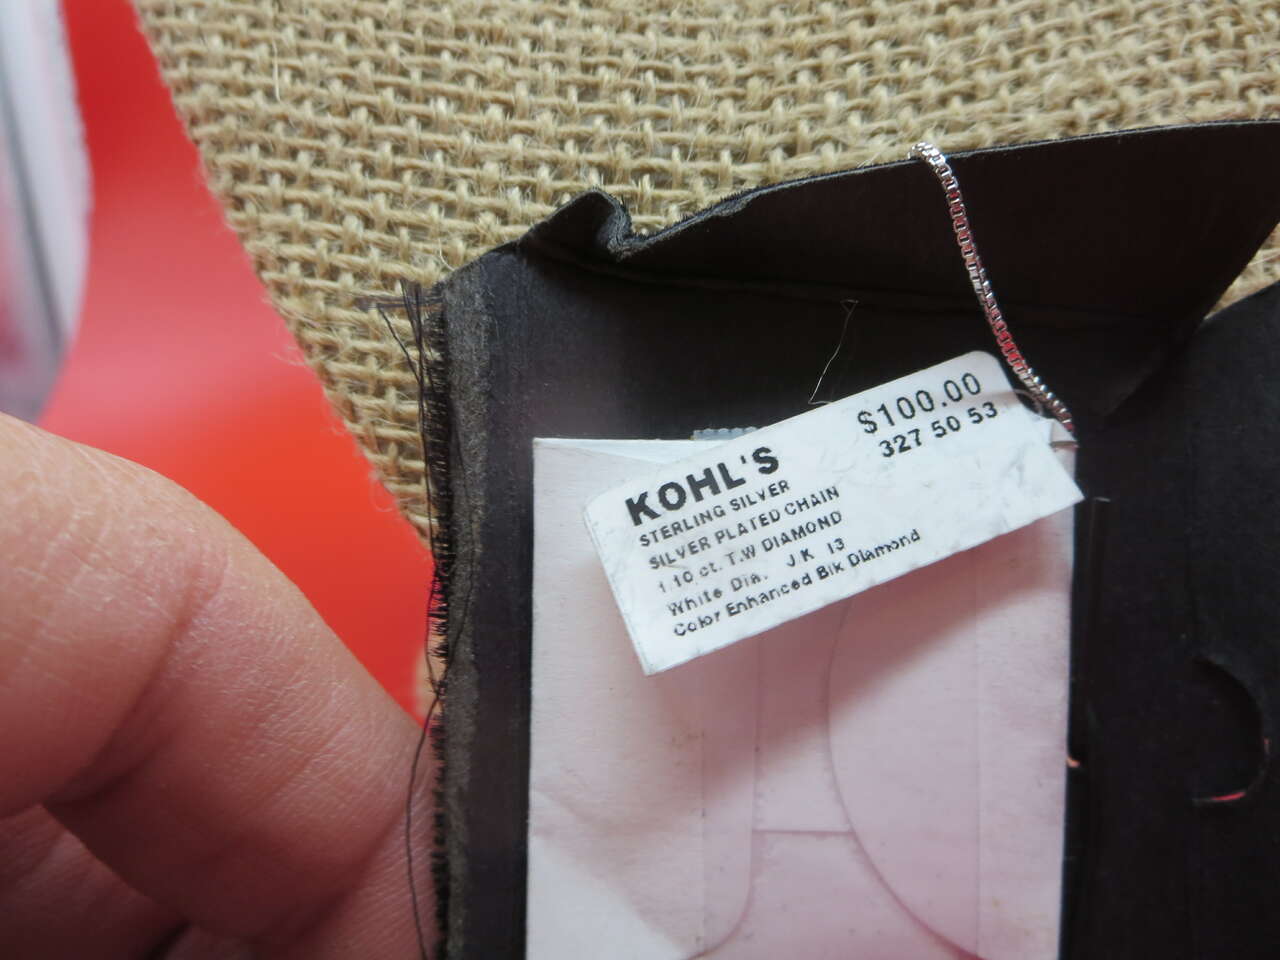 KOHL'S
$100.00
327 50 53
STERLING SILVER
SILVER PLATED CHAIN
1.10 ct. T.W DIAMOND
White Dia. J.K 13
Color Enhanced Blk Diamond